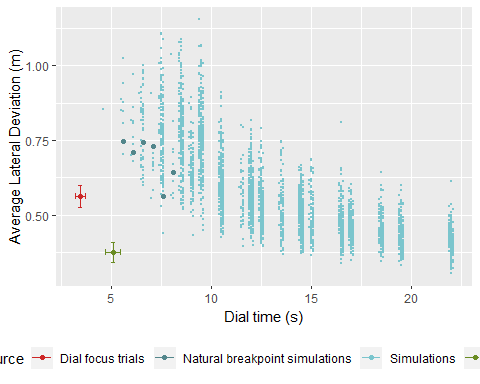 1.00
0.75
0.50
Average Lateral Deviation (m)
5
10
15
20
Dial time (s)
urce
Dial focus trials
Natural breakpoint simulations
Simulations